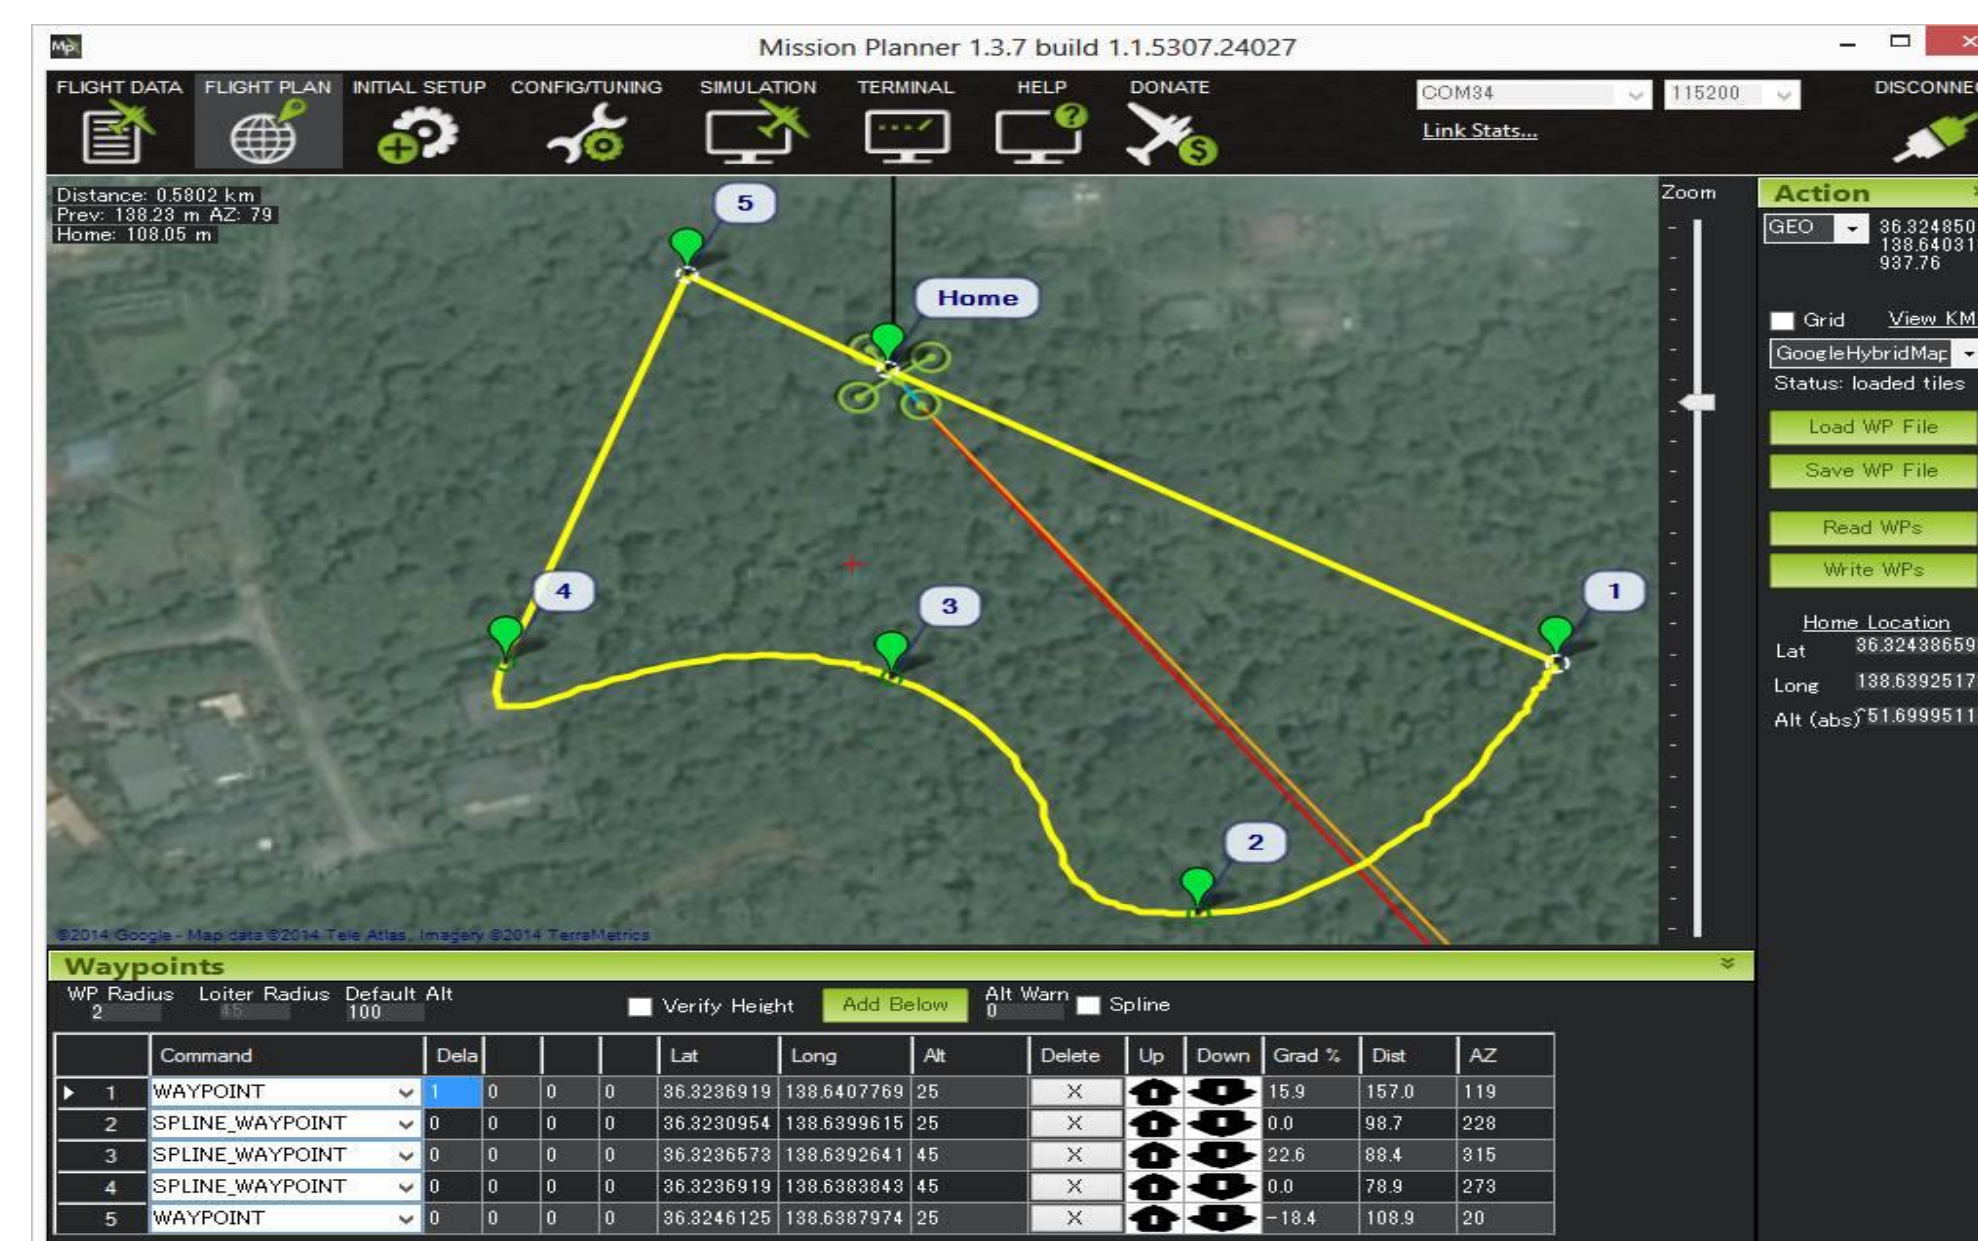 Mp
Mission Planner 1.3.7 build 1.1.5307.24027
FLIGHT DATA FLIGHT PLAN INITIAL SETUP CONFIG/TUNING SIMULATION TERMINAL HELP DONATE COM34 115200 DISCONNEC
Link Stats...
Distance: 0.5802 km
Prev: 138.23 m AZ: 79
Home: 108.05 m
5
Home
4
3
1
2
©2014 Google - Map data ©2014 Tele Atlas, Imagery ©2014 TerraMetrics
Zoom
Action
GEO 36.324850
138.64031
937.76
Grid View KM
GoogleHybridMap
Status: loaded tiles
Load WP File
Save WP File
Read WPs
Write WPs
Home Location
Lat 36.32438659
Long 138.6392517
Alt (abs) 51.6999511
Waypoints
WP Radius Loiter Radius Default Alt
2 45 100
Verify Height Add Below Alt Warn 0 Spline
Command Dela Lat Long Alt Delete Up Down Grad % Dist AZ
1 WAYPOINT 1 0 0 0 36.3236919 138.6407769 25 X 15.9 157.0 119
2 SPLINE_WAYPOINT 0 0 0 0 36.3230954 138.6399615 25 X 0.0 98.7 228
3 SPLINE_WAYPOINT 0 0 0 0 36.3236573 138.6392641 45 X 22.6 88.4 315
4 SPLINE_WAYPOINT 0 0 0 0 36.3236919 138.6383843 45 X 0.0 78.9 273
5 WAYPOINT 0 0 0 0 36.3246125 138.6387974 25 X -18.4 108.9 20